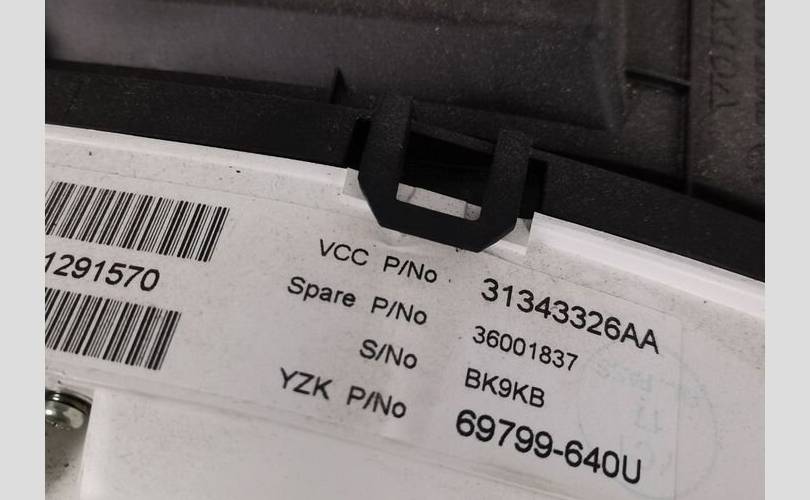 1291570
VCC P/No 31343326AA
Spare P/No 36001837
S/No BK9KB
YZK P/No 69799-640U